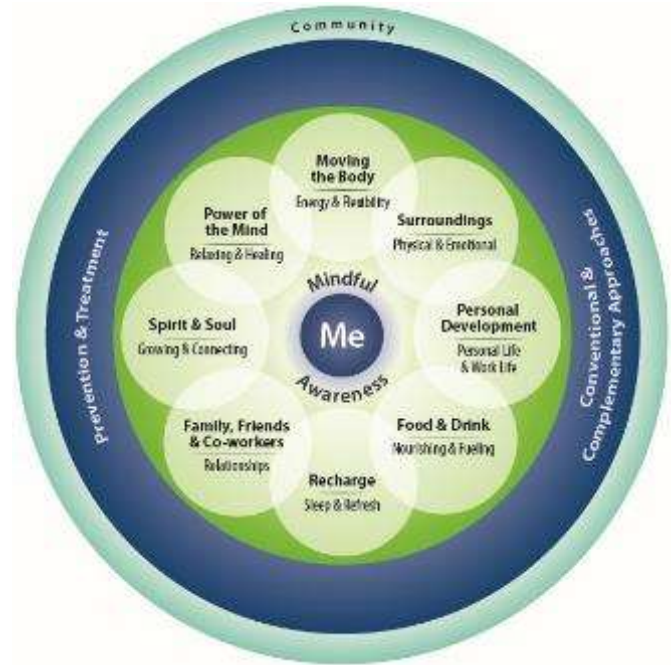 Community
Moving
the Body
Energy & Flexibility
Surroundings
Physical & Emotional
Personal
Development
Personal Life
& Work Life
Food & Drink
Nourishing & Fueling
Recharge
Sleep & Refresh
Family, Friends
& Co-workers
Relationships
Spirit & Soul
Growing & Connecting
Power of
the Mind
Relaxing & Healing
Mindful
Me
Awareness
Prevention & Treatment
Conventional &
Complementary Approaches